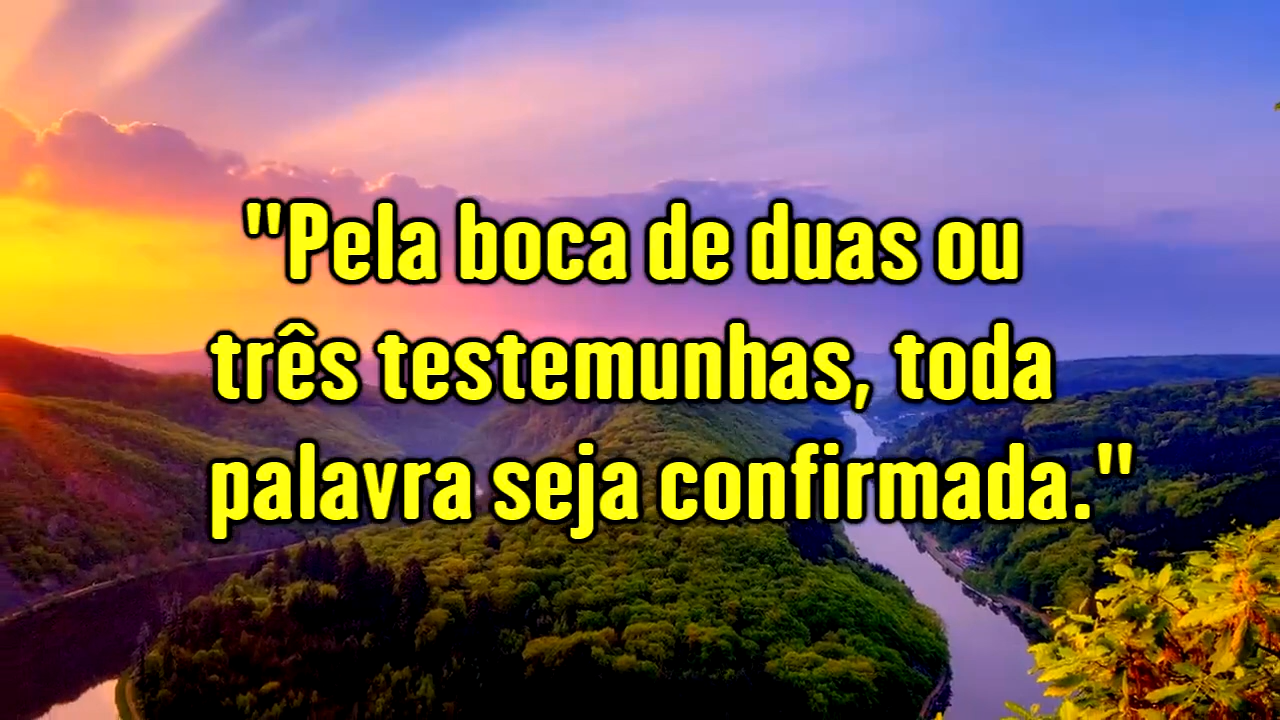 "Pela boca de duas ou
três testemunhas, toda
palavra seja confirmada."